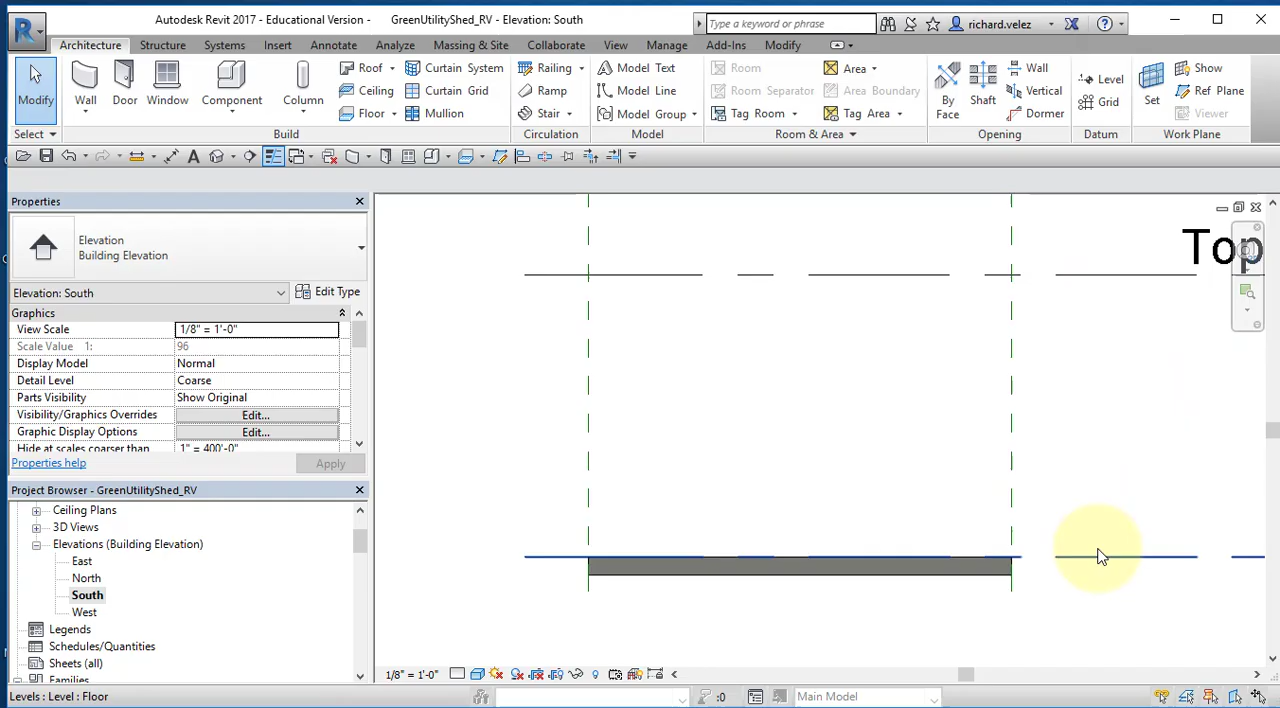 Autodesk Revit 2017 - Educational Version - GreenUtilityShed_RV - Elevation: South
Type a keyword or phrase
richard.velez
Architecture Structure Systems Insert Annotate Analyze Massing & Site Collaborate View Manage Add-Ins Modify
Modify
Select
Wall Door Window Component Column
Roof
Ceiling
Floor
Curtain System
Curtain Grid
Mullion
Build
Railing
Ramp
Stair
Circulation
Model Text
Model Line
Model Group
Model
Room
Room Separator
Tag Room
Area
Area Boundary
Tag Area
Room & Area
By Face
Shaft
Wall
Vertical
Dormer
Opening
Level
Grid
Datum
Set
Show
Ref Plane
Viewer
Work Plane
Properties
Elevation
Building Elevation
Elevation: South
Edit Type
Graphics
View Scale 1/8" = 1'-0"
Scale Value 1: 96
Display Model Normal
Detail Level Coarse
Parts Visibility Show Original
Visibility/Graphics Overrides Edit...
Graphic Display Options Edit...
Hide at scales coarser than 1" = 400'-0"
Properties help
Apply
Project Browser - GreenUtilityShed_RV
Ceiling Plans
3D Views
Elevations (Building Elevation)
East
North
South
West
Legends
Schedules/Quantities
Sheets (all)
Families
Top
1/8" = 1'-0"
Levels : Level : Floor
:0
Main Model